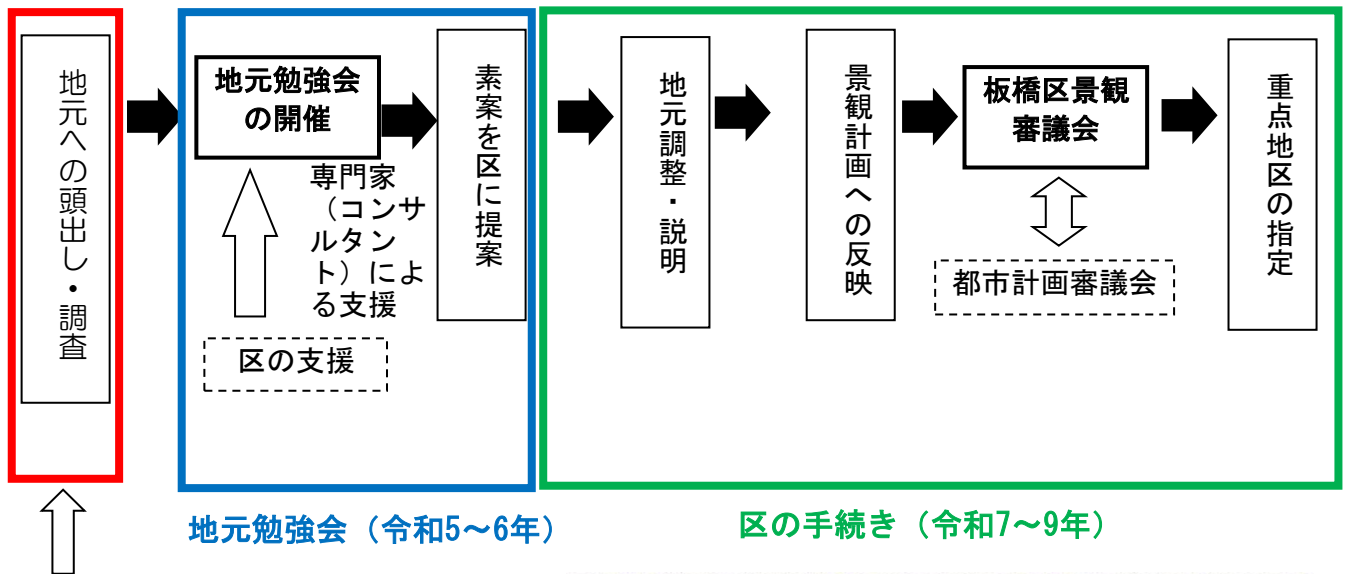 地元への頭出し・調査
地元勉強会
の開催
専門家
（コンサ
ルタン
ト）によ
る支援
区の支援
素案を区に提案
地元調整・説明
景観計画への反映
板橋区景観
審議会
都市計画審議会
重点地区の指定
地元勉強会（令和5～6年）
区の手続き（令和7～9年）